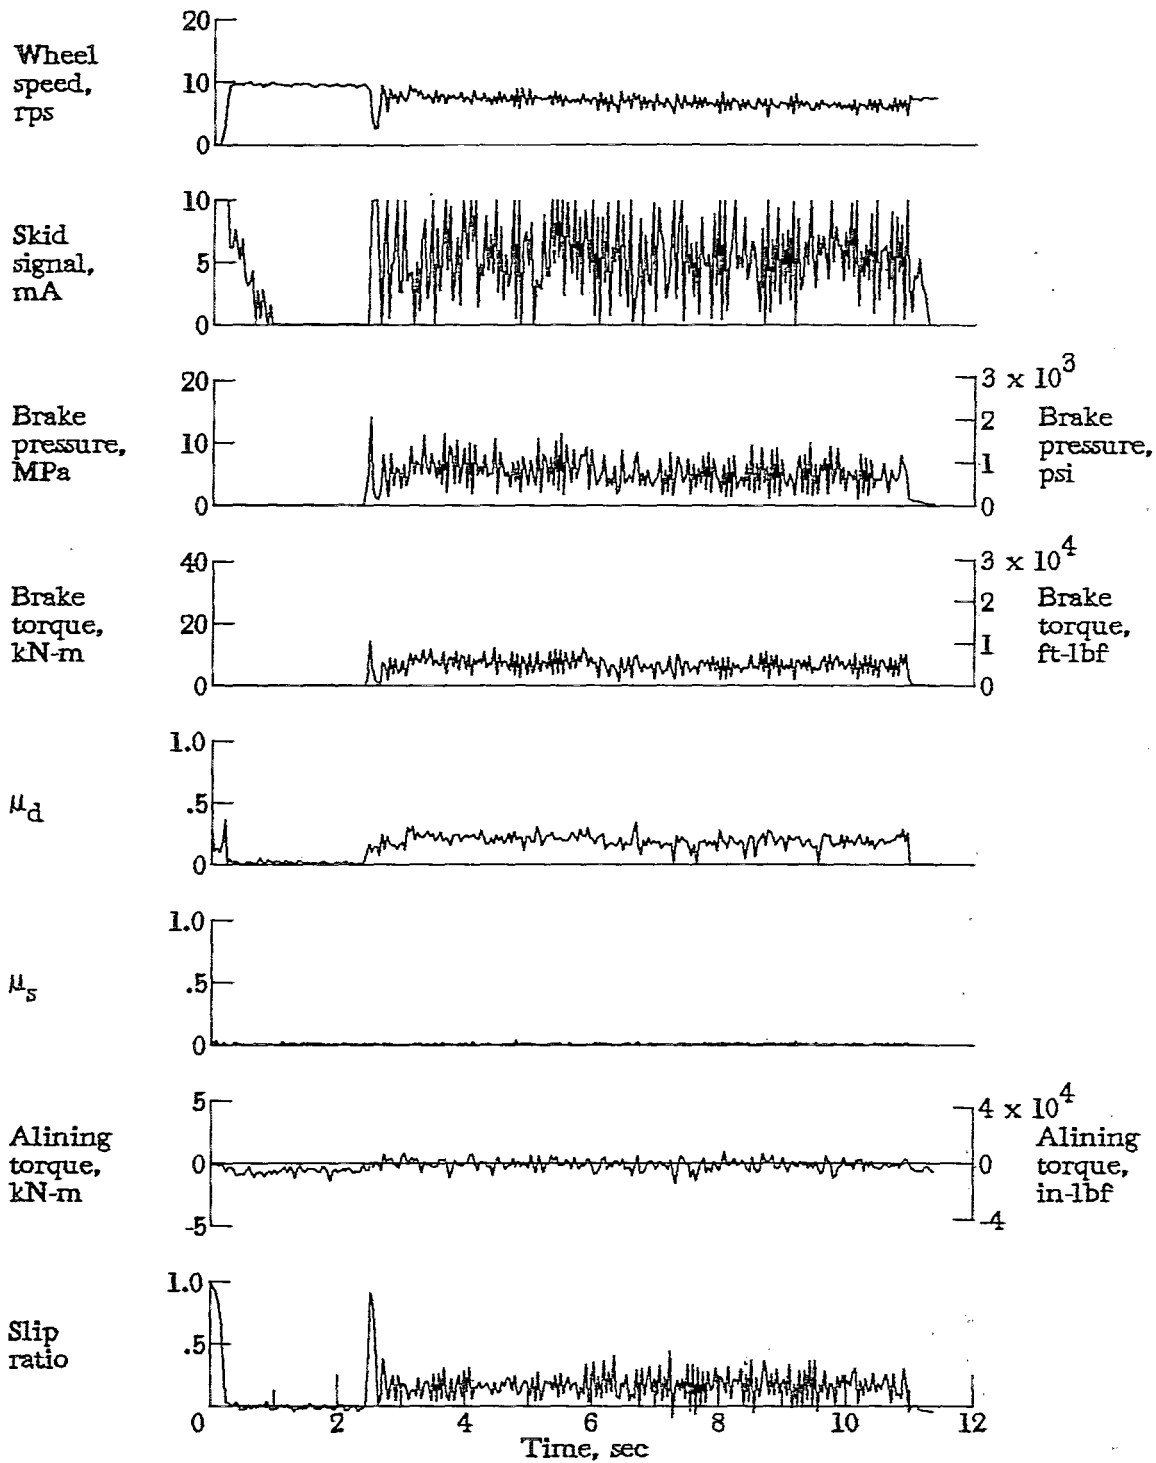 20
Wheel
speed,
rps
10
0
10
Skid
signal,
mA
5
0
20
3 x 10³
Brake
pressure,
MPa
10
2
1
Brake
pressure,
psi
0
0
40
3 x 10⁴
Brake
torque,
kN-m
20
2
1
Brake
torque,
ft-lbf
0
0
1.0
μd
.5
0
1.0
μs
.5
0
5
4 x 10⁴
Alining
torque,
kN-m
0
0
Alining
torque,
in-lbf
-5
-4
1.0
Slip
ratio
.5
0 2 4 6 8 10 12
Time, sec